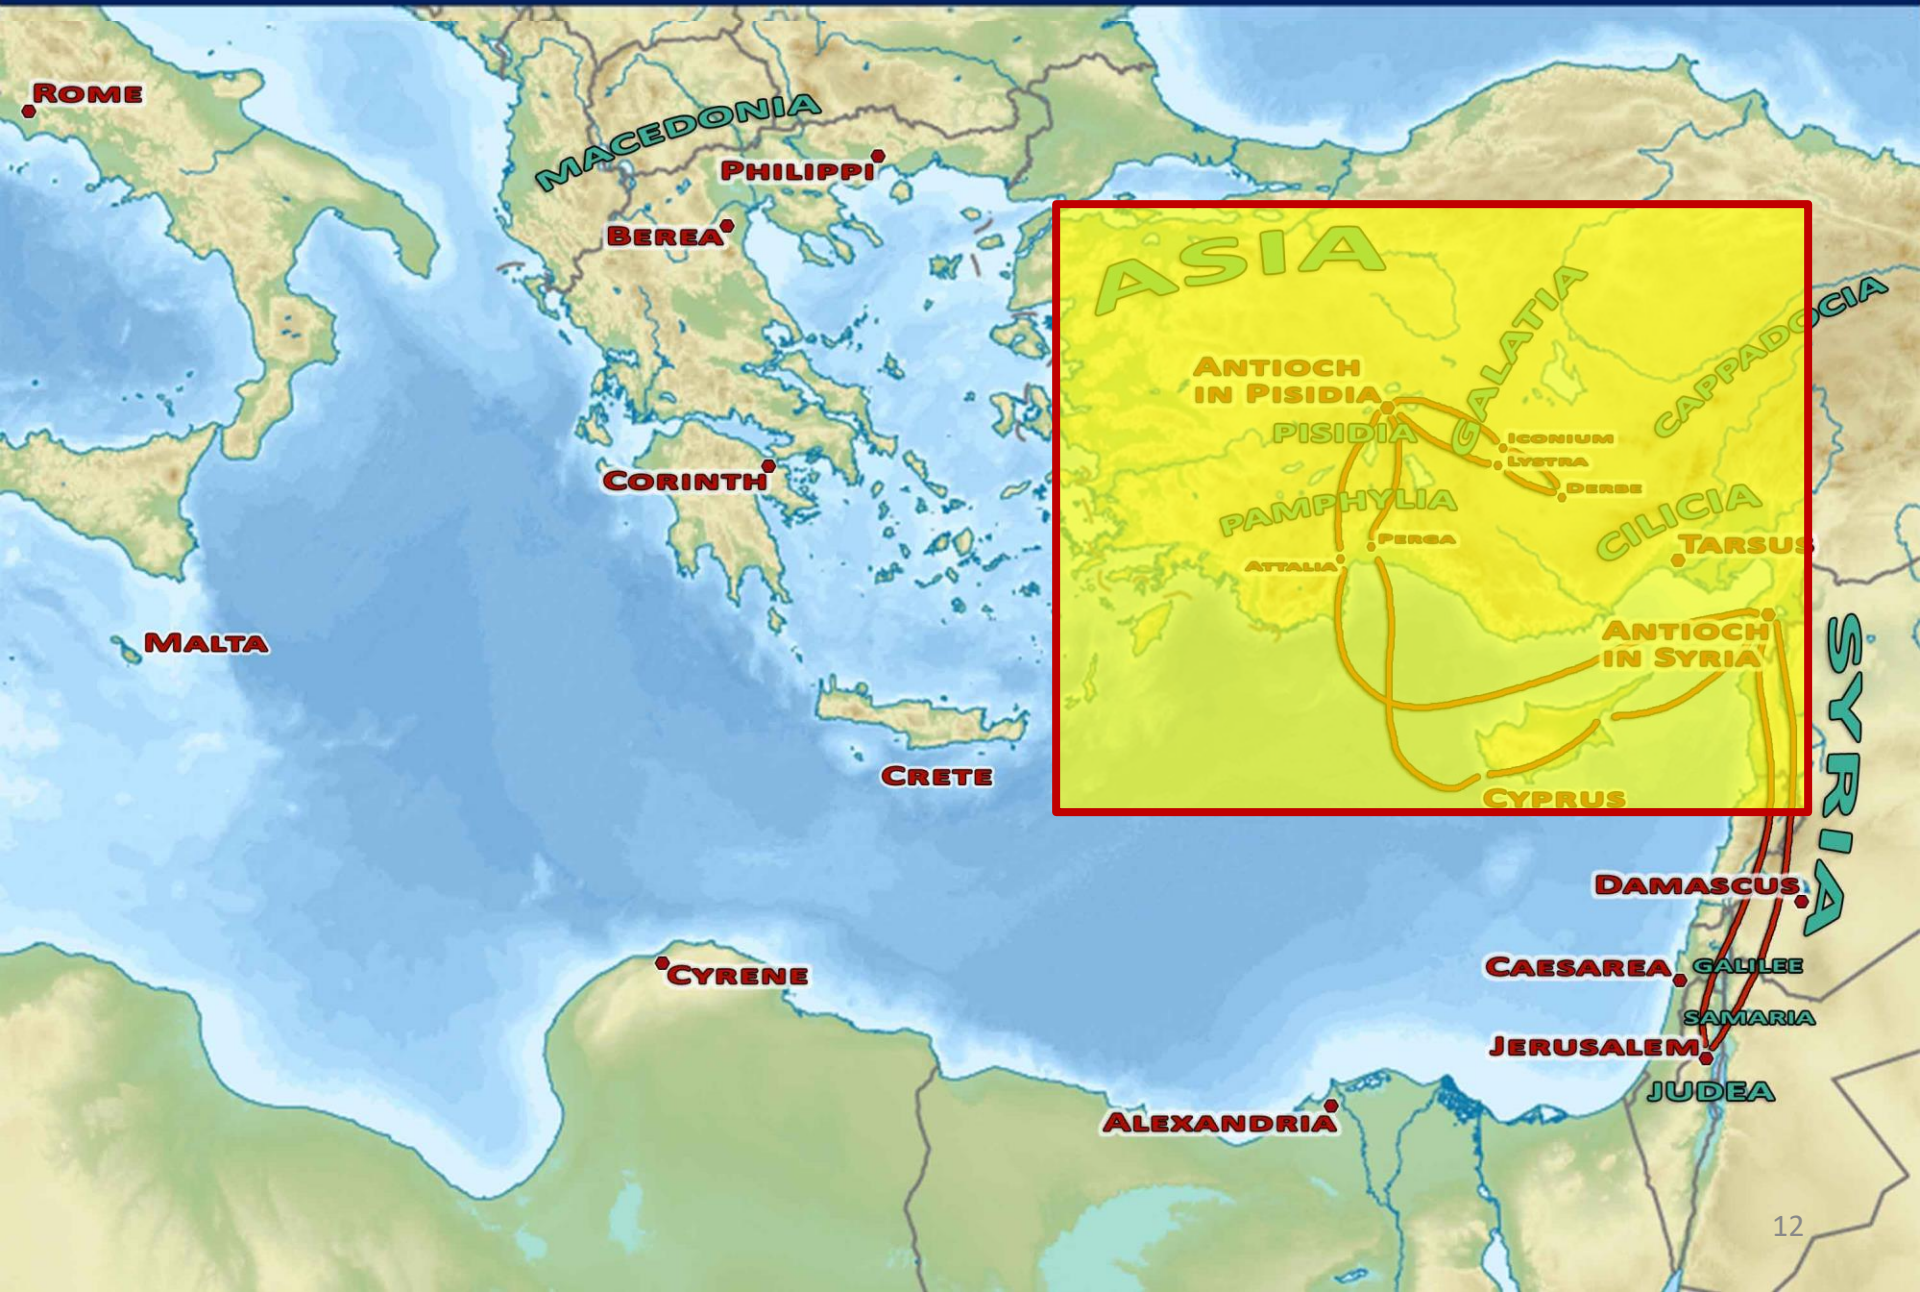 ROME
MACEDONIA
PHILIPPI
BEREA
ASIA
GALATIA
CAPPADOCIA
ANTIOCH
IN PISIDIA
PISIDIA
ICONIUM
LYSTRA
DERBE
CORINTH
PAMPHYLIA
CILICIA
PERGA
TARSUS
ATTALIA
MALTA
ANTIOCH
IN SYRIA
SYRIA
CRETE
CYPRUS
DAMASCUS
CYRENE
CAESAREA
GALILEE
SAMARIA
JERUSALEM
JUDEA
ALEXANDRIA
12